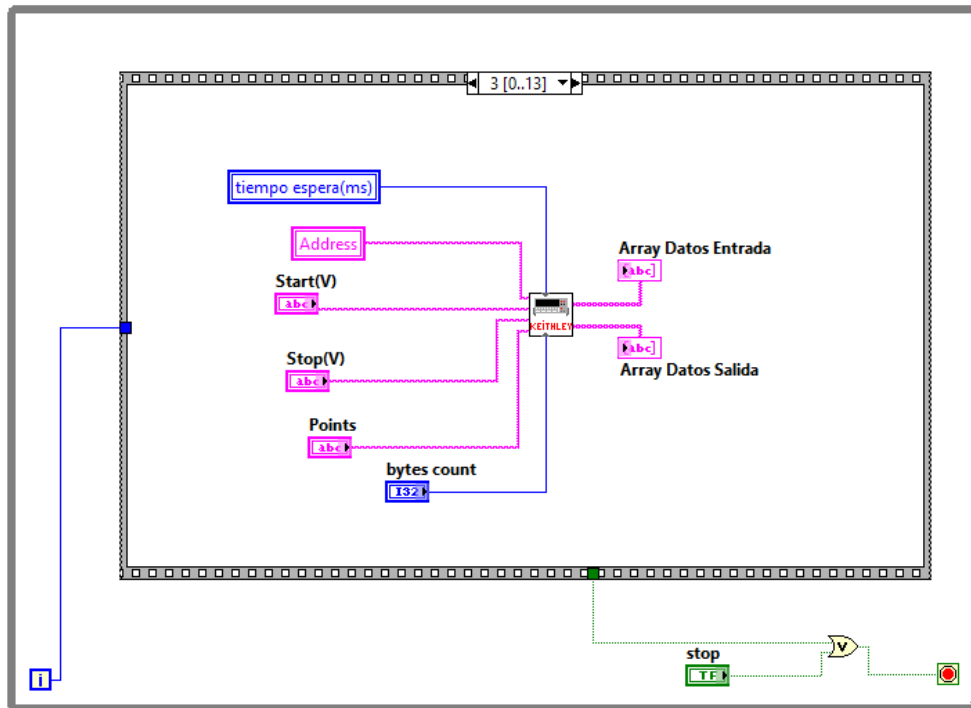 3 [0..13]
tiempo espera(ms)
Address
Array Datos Entrada
abc
Start(V)
abc
KEITHLEY
abc
Stop(V)
Array Datos Salida
abc
Points
abc
bytes count
I32
stop
V
TF
i